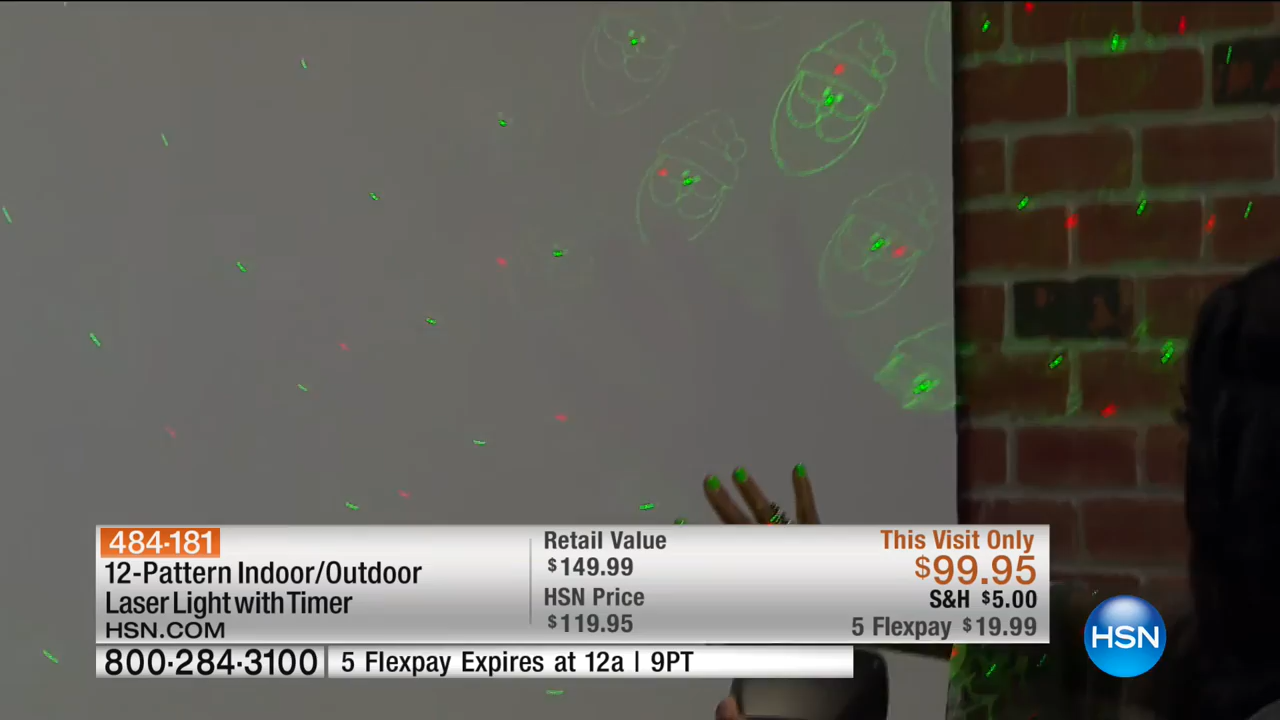 484-181
12-Pattern Indoor/Outdoor
Laser Light with Timer
HSN.COM
Retail Value
$149.99
HSN Price
$119.95
This Visit Only
$99.95
S&H $5.00
5 Flexpay $19.99
800-284-3100
5 Flexpay Expires at 12a | 9PT
HSN